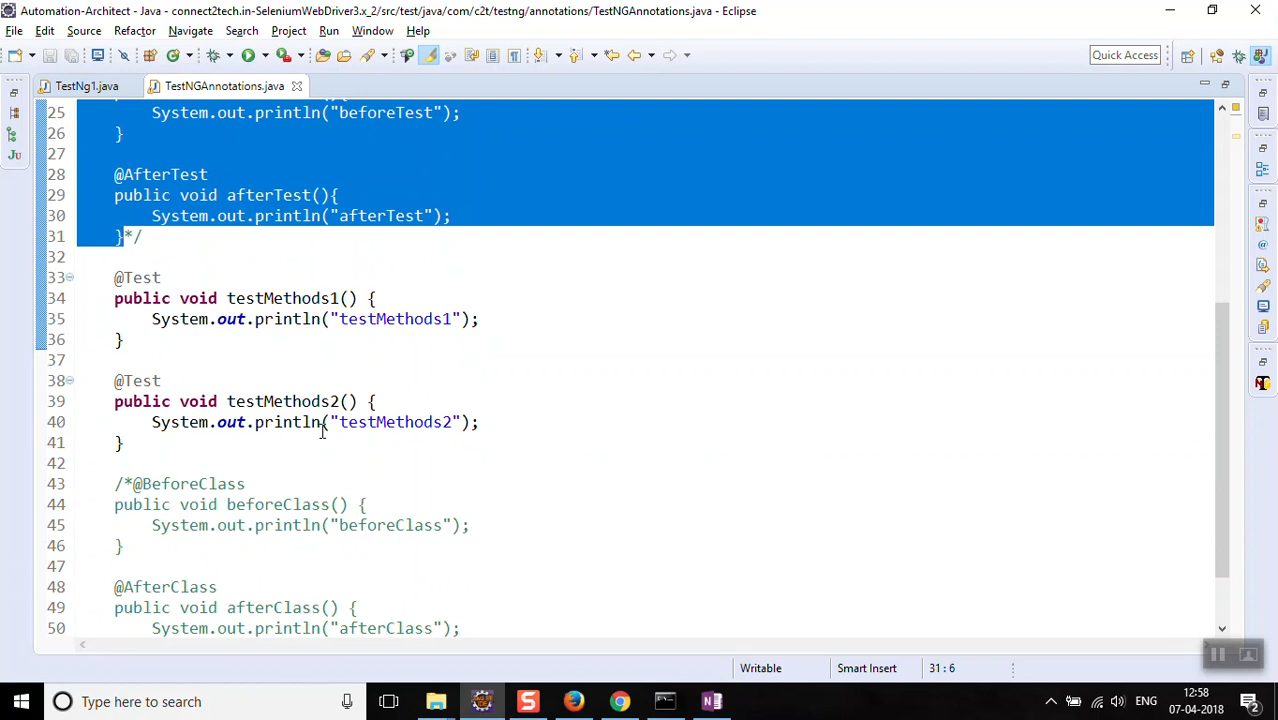 Automation-Architect - Java - connect2tech.in-SeleniumWebDriver3.x_2/src/test/java/com/c2t/testng/annotations/TestNGAnnotations.java - Eclipse
File Edit Source Refactor Navigate Search Project Run Window Help
Quick Access
TestNg1.java TestNGAnnotations.java
25 System.out.println("beforeTest");
26 }
27
28 @AfterTest
29 public void afterTest(){
30 System.out.println("afterTest");
31 }*/
32
33 @Test
34 public void testMethods1() {
35 System.out.println("testMethods1");
36 }
37
38 @Test
39 public void testMethods2() {
40 System.out.println("testMethods2");
41 }
42
43 /*@BeforeClass
44 public void beforeClass() {
45 System.out.println("beforeClass");
46 }
47
48 @AfterClass
49 public void afterClass() {
50 System.out.println("afterClass");
Writable Smart Insert 31 : 6
Type here to search
ENG
12:58
07-04-2018
2